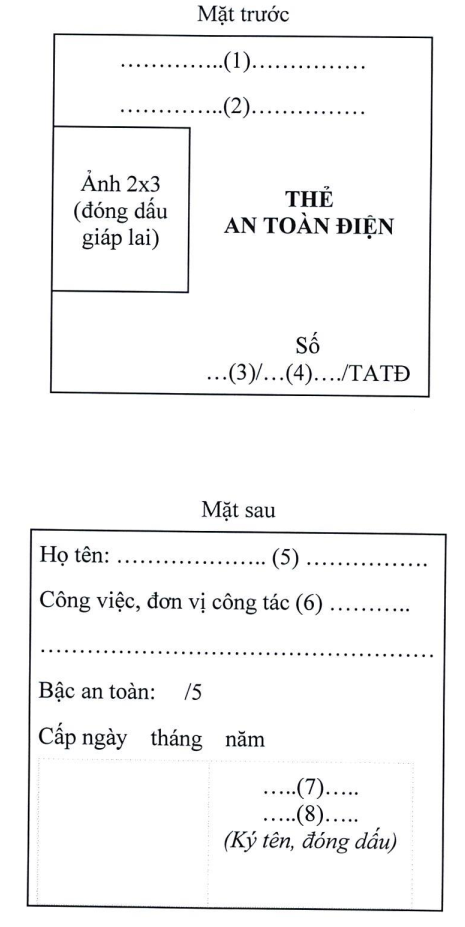 Mặt trước
…………..(1)……………
…………..(2)……………
Ảnh 2x3
(đóng dấu
giáp lai)
THẺ
AN TOÀN ĐIỆN
Số
…(3)/…(4)…./TATĐ
Mặt sau
Họ tên: ……………….. (5) …………….
Công việc, đơn vị công tác (6) ………..
………………………………………………
Bậc an toàn: /5
Cấp ngày tháng năm
…..(7)…..
…..(8)…..
(Ký tên, đóng dấu)